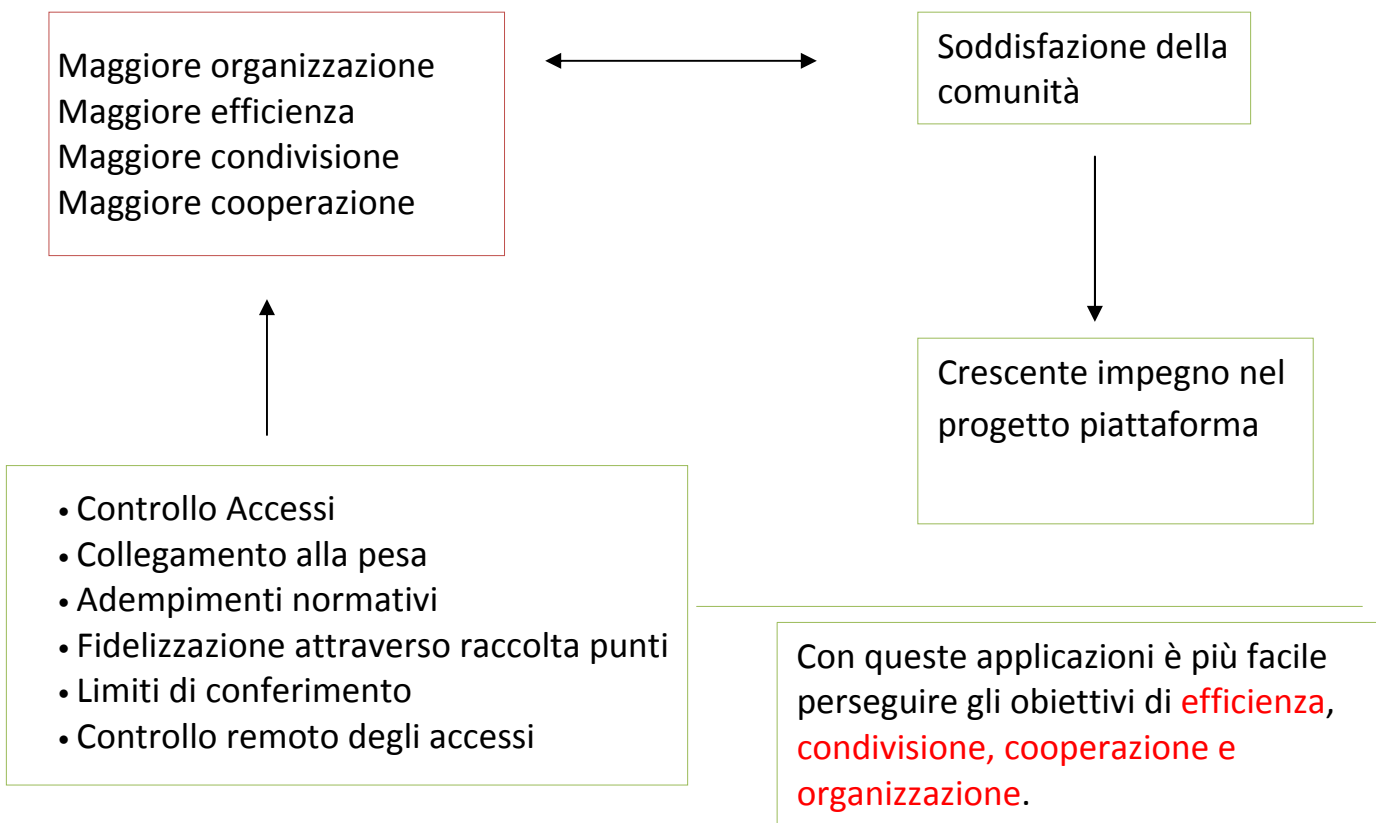 Maggiore organizzazione
Maggiore efficienza
Maggiore condivisione
Maggiore cooperazione
Soddisfazione della
comunità
Crescente impegno nel
progetto piattaforma
• Controllo Accessi
• Collegamento alla pesa
• Adempimenti normativi
• Fidelizzazione attraverso raccolta punti
• Limiti di conferimento
• Controllo remoto degli accessi
Con queste applicazioni è più facile
perseguire gli obiettivi di efficienza,
condivisione, cooperazione e
organizzazione.